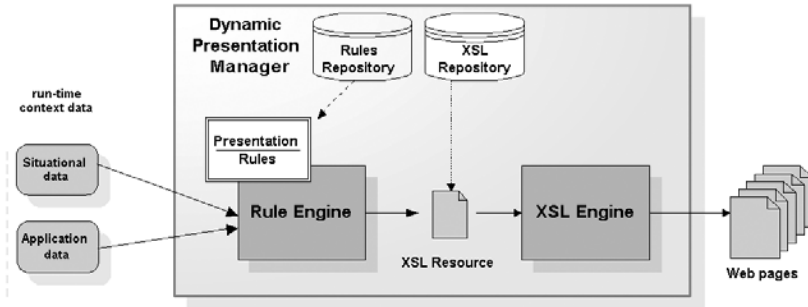 Dynamic
Presentation
Manager
Rules
Repository
XSL
Repository
run-time
context data
Presentation
Rules
Situational
data
Rule Engine
XSL Engine
Application
data
XSL Resource
Web pages